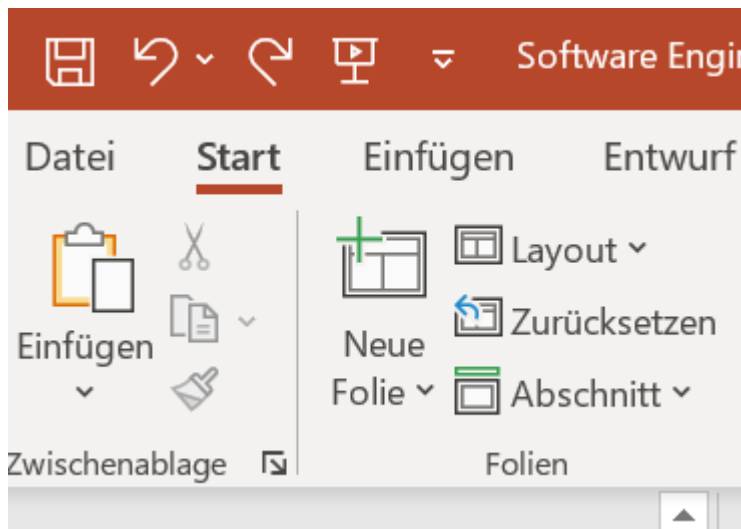 Software Engi
Datei Start Einfügen Entwurf
Einfügen
Neue
Folie
Layout
Zurücksetzen
Abschnitt
Zwischenablage
Folien